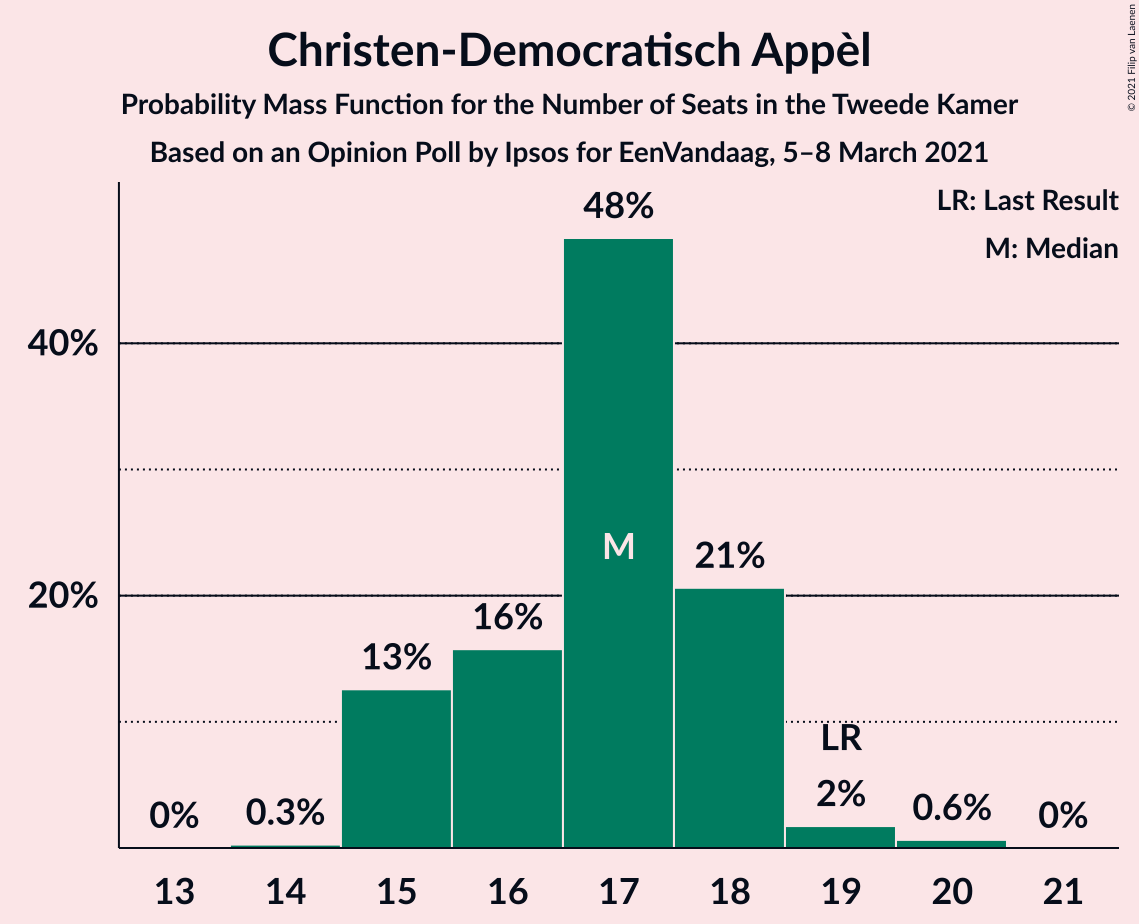 Christen-Democratisch Appèl
Probability Mass Function for the Number of Seats in the Tweede Kamer
Based on an Opinion Poll by Ipsos for EenVandaag, 5–8 March 2021
© 2021 Filip van Laenen
LR: Last Result
M: Median
48%
40%
M
21%
20%
16%
13%
LR
2%
0%
0.3%
0.6%
0%
13 14 15 16 17 18 19 20 21